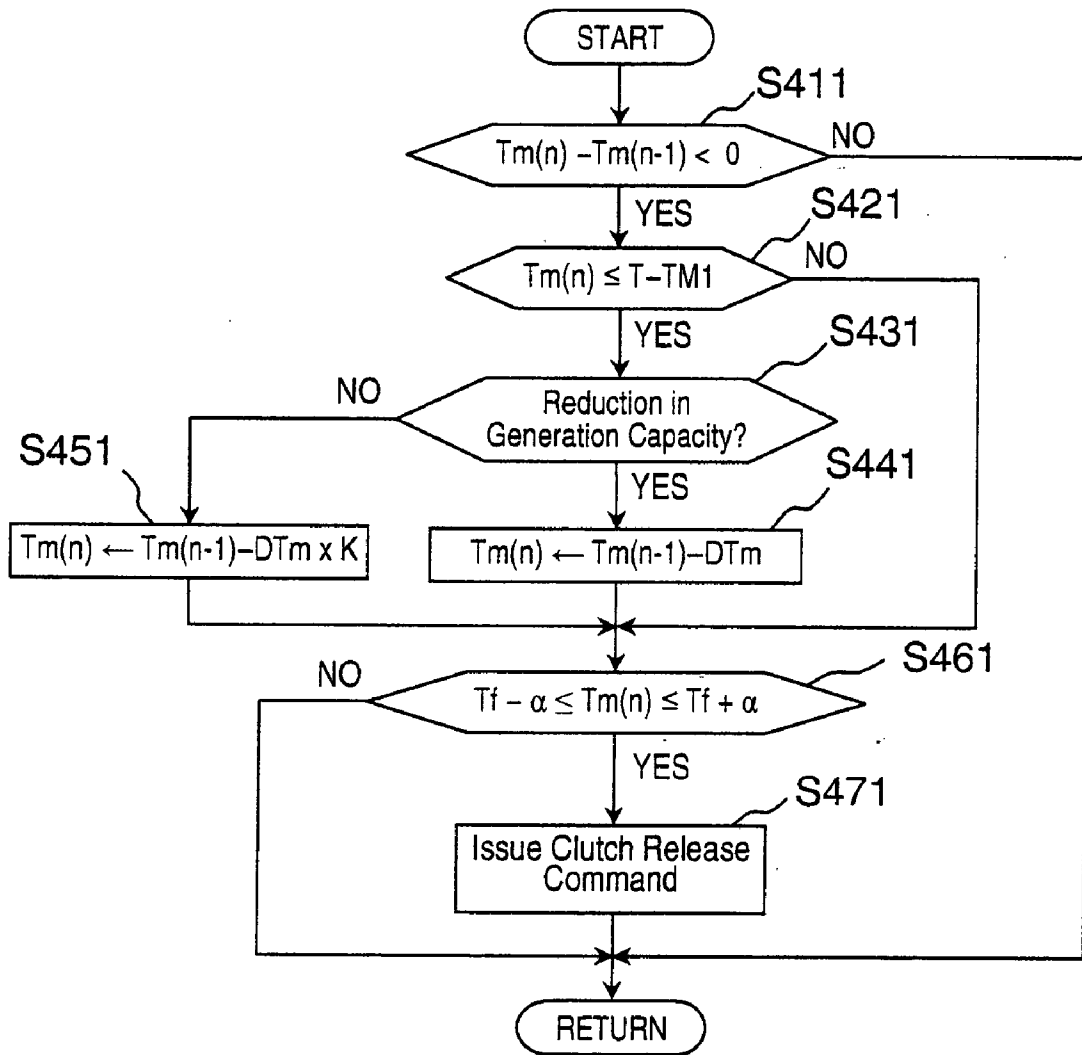 START
S411
Tm(n) –Tm(n-1) < 0
NO
YES
S421
Tm(n) ≤ T–TM1
NO
YES
S431
NO
Reduction in
Generation Capacity?
S451
YES
S441
Tm(n) ← Tm(n-1)–DTm x K
Tm(n) ← Tm(n-1)–DTm
S461
NO
Tf – α ≤ Tm(n) ≤ Tf + α
YES
S471
Issue Clutch Release
Command
RETURN